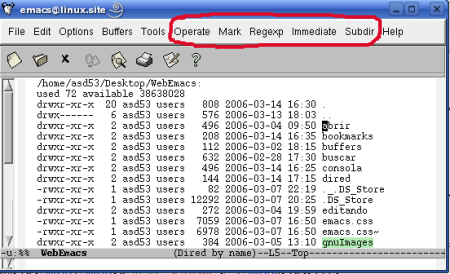 emacs@linux.site
File Edit Options Buffers Tools Operate Mark Regexp Immediate Subdir Help
/home/asd53/Desktop/WebEmacs:
used 72 available 38638028
drwxr-xr-x 20 asd53 users 808 2006-03-14 16:30 .
drwx------ 6 asd53 users 576 2006-03-13 18:03 ..
drwxr-xr-x 2 asd53 users 496 2006-03-04 09:50 abrir
drwxr-xr-x 2 asd53 users 208 2006-03-14 16:35 bookmarks
drwxr-xr-x 2 asd53 users 112 2006-03-02 18:15 buffers
drwxr-xr-x 2 asd53 users 632 2006-02-28 17:30 buscar
drwxr-xr-x 2 asd53 users 496 2006-03-14 16:25 consola
drwxr-xr-x 2 asd53 users 144 2006-03-14 17:15 dired
-rwxr-xr-x 1 asd53 users 82 2006-03-07 22:19 ._.DS_Store
-rwxr-xr-x 1 asd53 users 12292 2006-03-07 20:25 .DS_Store
drwxr-xr-x 2 asd53 users 272 2006-03-04 19:59 editando
-rwxr-xr-x 1 asd53 users 7059 2006-03-07 16:50 emacs.css
-rwxr-xr-x 1 asd53 users 6978 2006-03-07 16:50 emacs.css~
drwxr-xr-x 2 asd53 users 384 2006-03-05 13:10 gnuImages
-u:%% WebEmacs (Dired by name)--L5--Top